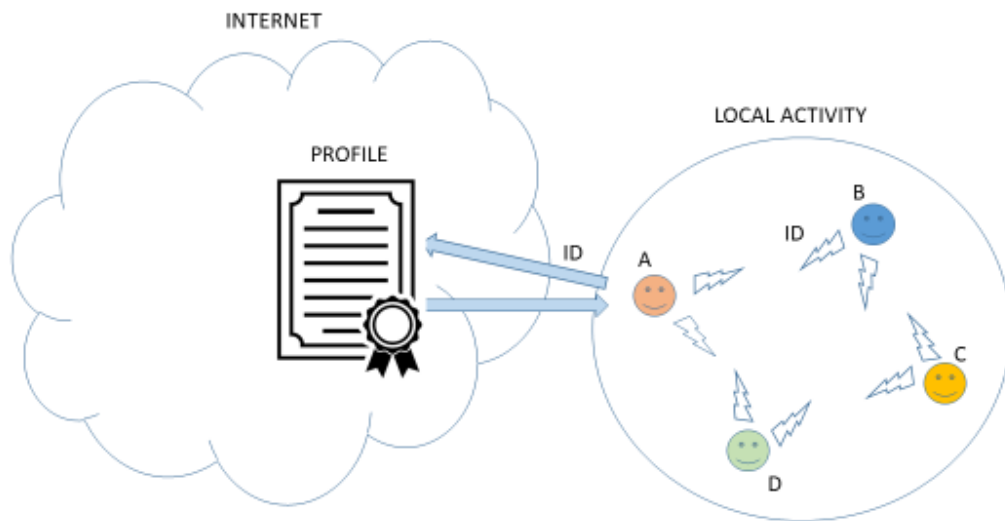 INTERNET
LOCAL ACTIVITY
PROFILE
B
ID
ID
A
C
D